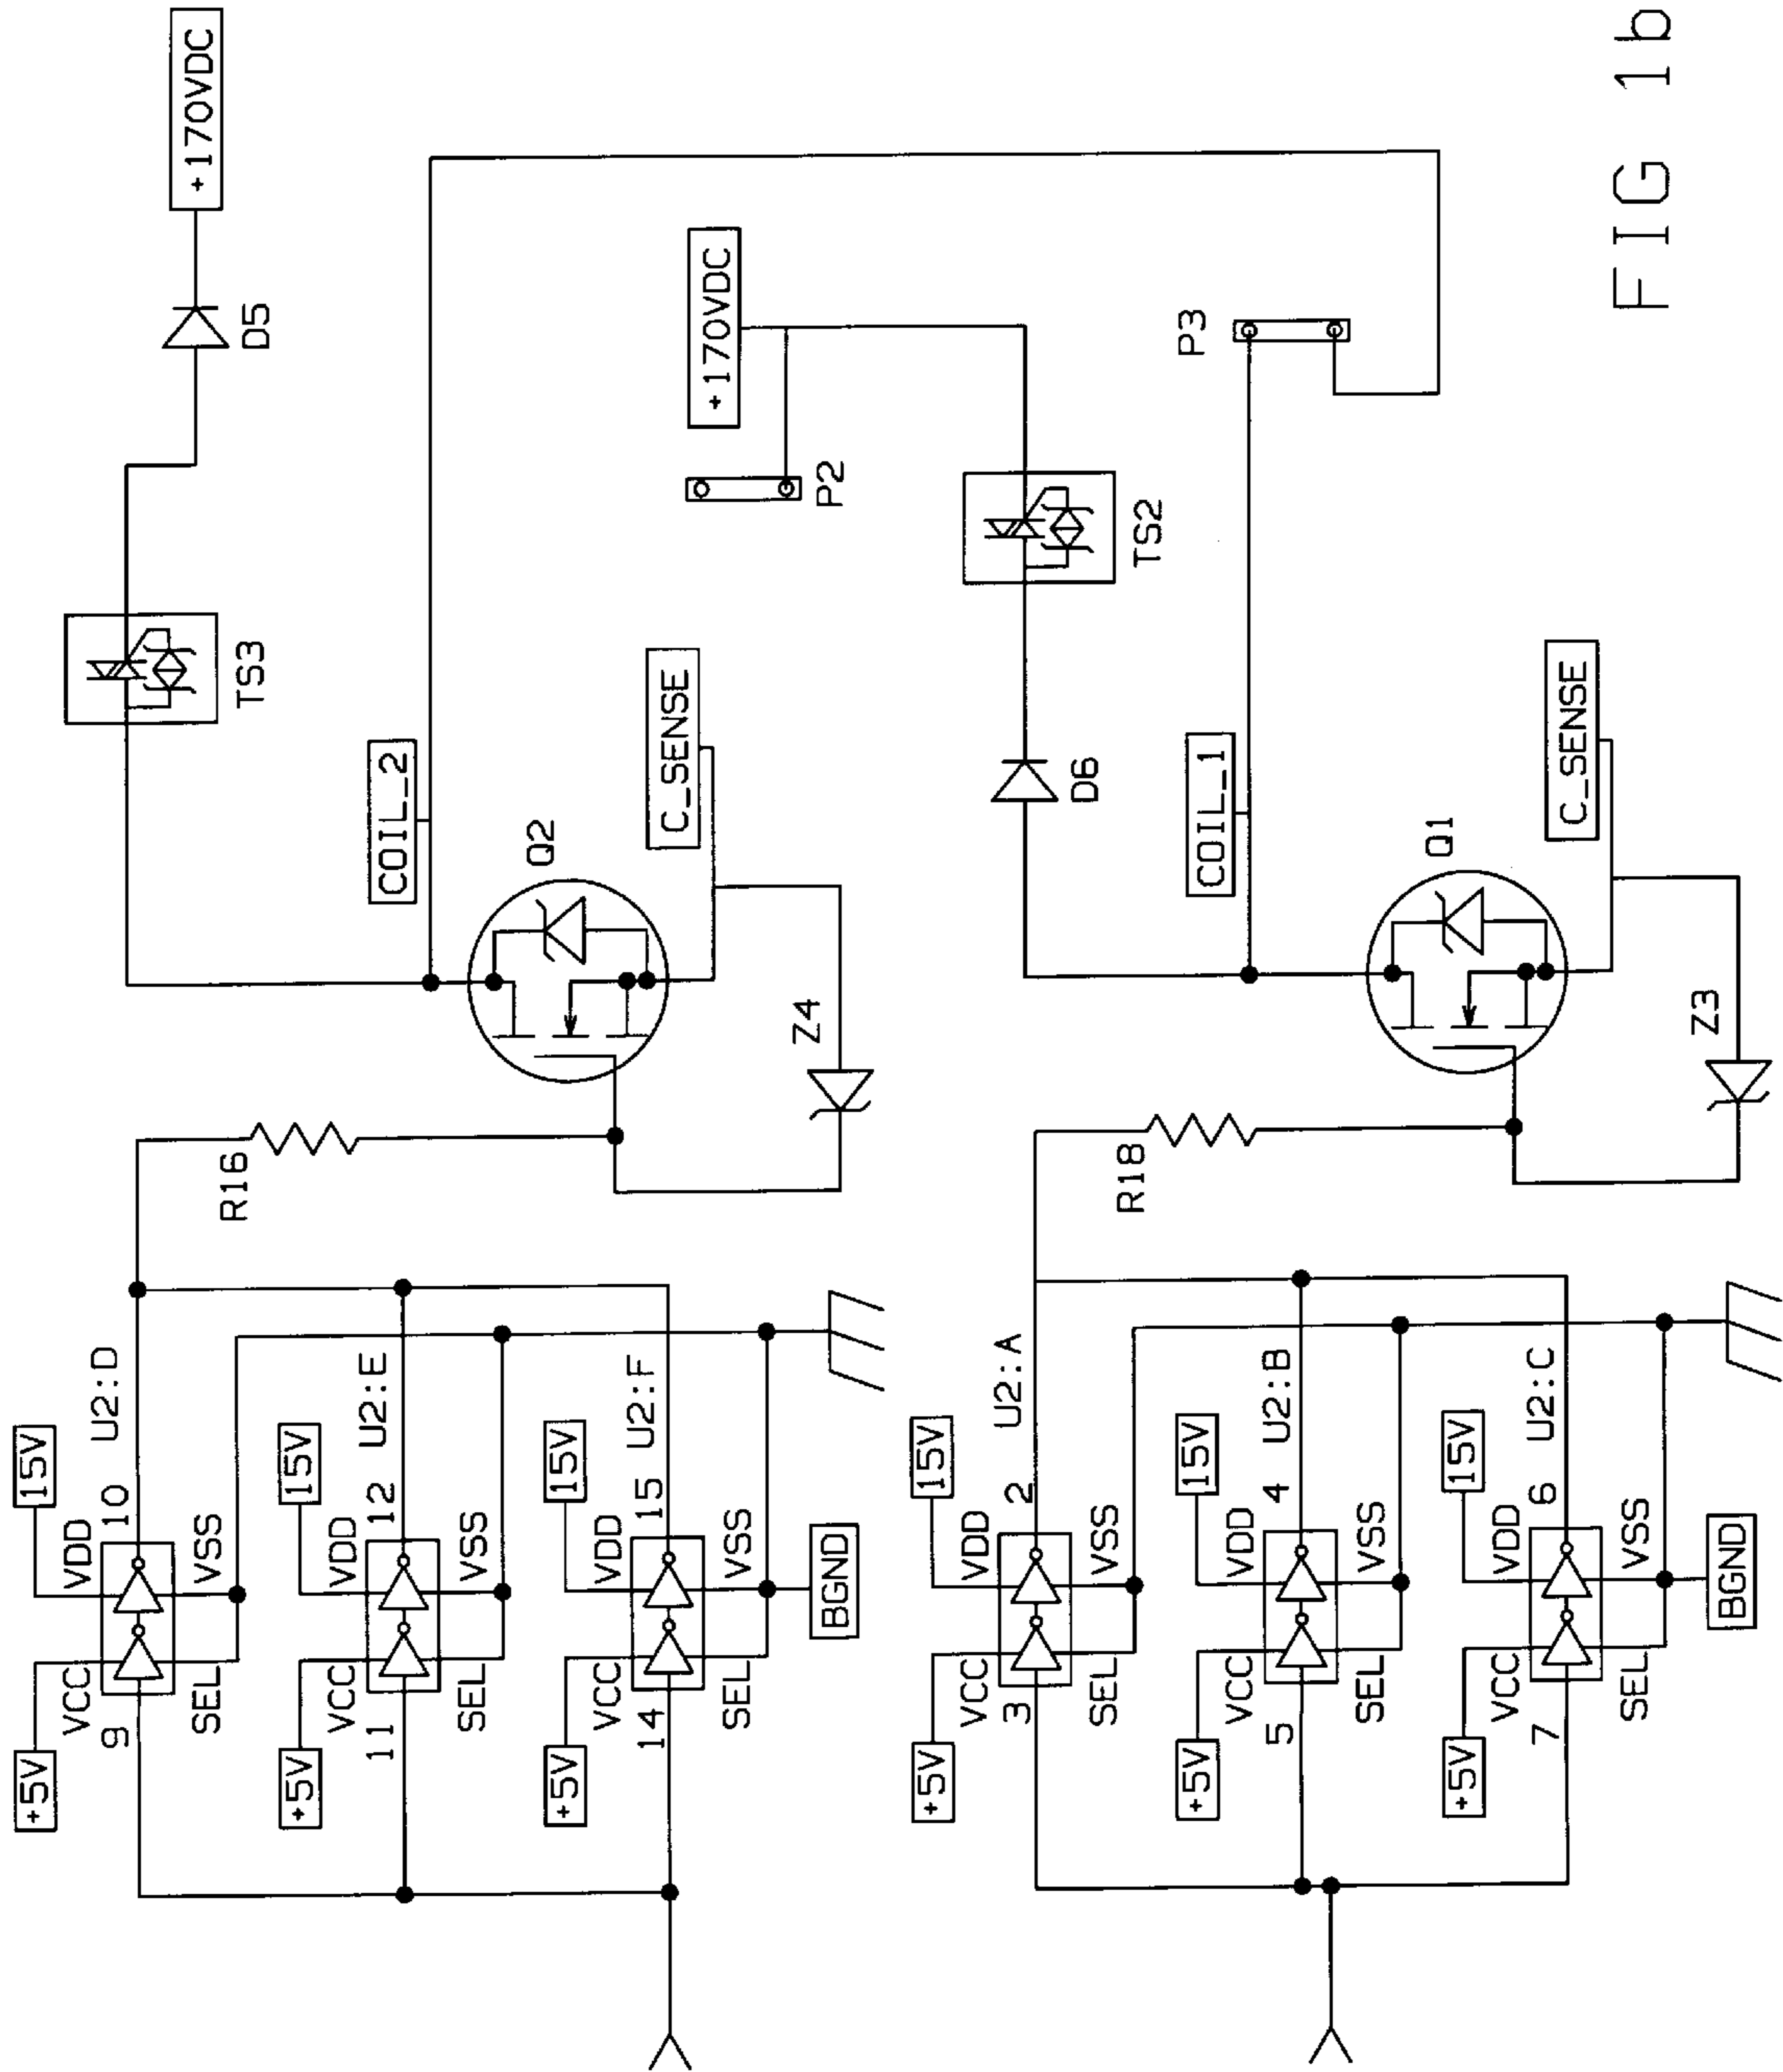 +170VDC
D5
TS3
COIL_2
Q2
C_SENSE
Z4
R16
U2::D
15V
10
VDD
VSS
+5V
VCC
9
SEL
U2::E
15V
12
VDD
VSS
+5V
VCC
11
SEL
U2::F
15V
15
VDD
VSS
+5V
VCC
14
SEL
BGND
+170VDC
P2
TS2
D6
P3
COIL_1
Q1
C_SENSE
Z3
R18
U2::A
15V
2
VDD
VSS
+5V
VCC
3
SEL
U2::B
15V
4
VDD
VSS
+5V
VCC
5
SEL
U2::C
15V
6
VDD
VSS
+5V
VCC
7
SEL
BGND
FIG 1b